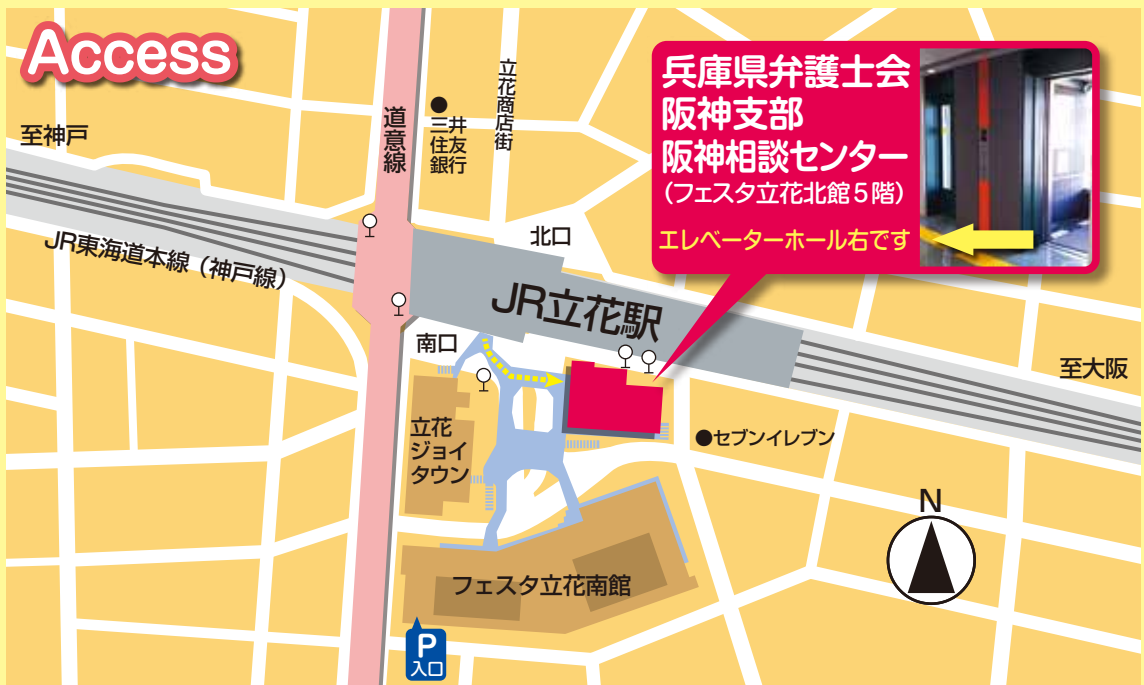 Access
至神戸
道意線
三井
住友
銀行
立花商店街
兵庫県弁護士会
阪神支部
阪神相談センター
(フェスタ立花北館5階)
エレベーターホール右です
北口
JR東海道本線(神戸線)
JR立花駅
南口
至大阪
立花
ジョイ
タウン
セブンイレブン
N
フェスタ立花南館
P
入口